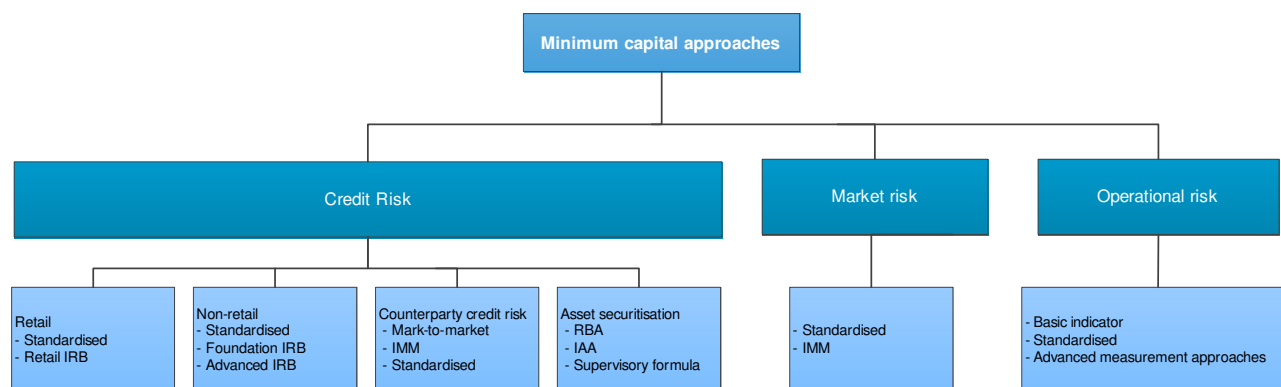 Minimum capital approaches
Credit Risk
Market risk
Operational risk
Retail
- Standardised
- Retail IRB
Non-retail
- Standardised
- Foundation IRB
- Advanced IRB
Counterparty credit risk
- Mark-to-market
- IMM
- Standardised
Asset securitisation
- RBA
- IAA
- Supervisory formula
- Standardised
- IMM
- Basic indicator
- Standardised
- Advanced measurement approaches